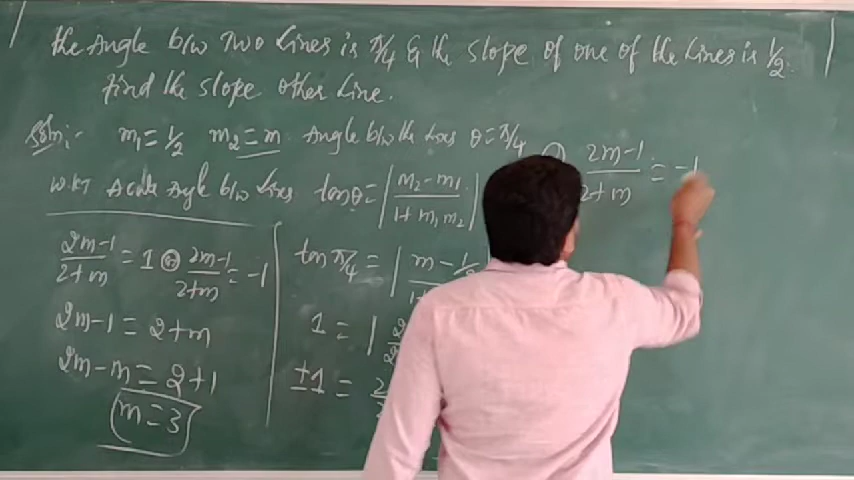 the Angle b/w Two Lines is π/4 & the slope of one of the Lines is 1/2.
find the slope other Line.
Soln:- m₁ = 1/2 m₂ = m Angle b/w the θ = π/4
W.K.T Acute Angle b/w Lines tanθ = |(m₂ - m₁)/(1 + m₁m₂)|
(2m-1)/(2+m) = 1 or (2m-1)/(2+m) = -1
2m-1 = 2+m
2m-m = 2+1
m = 3
tan π/4 = |(m - 1/2)/(1+
1 = |
±1 =
(2m-1)/(2+m) = -1